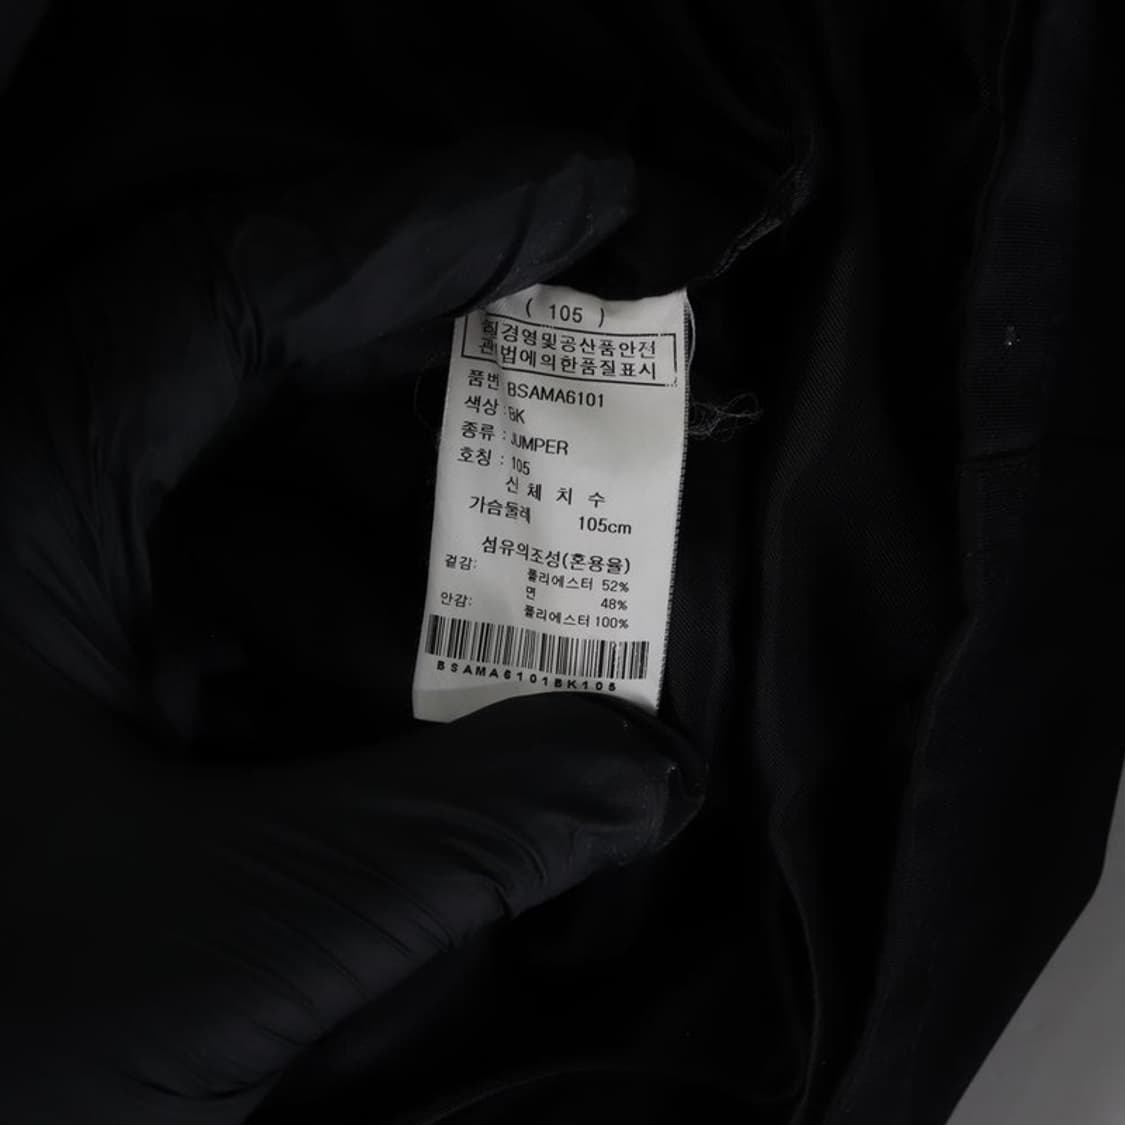 ( 105 )
질경영및공산품안전
관법에의한품질표시
품번 BSAMA6101
색상 : BK
종류 : JUMPER
호칭 : 105
신 체 치 수
가슴둘레 105cm
섬유의조성(혼용율)
겉감: 폴리에스터 52%
면 48%
안감: 폴리에스터 100%
BSAMA6101BK105